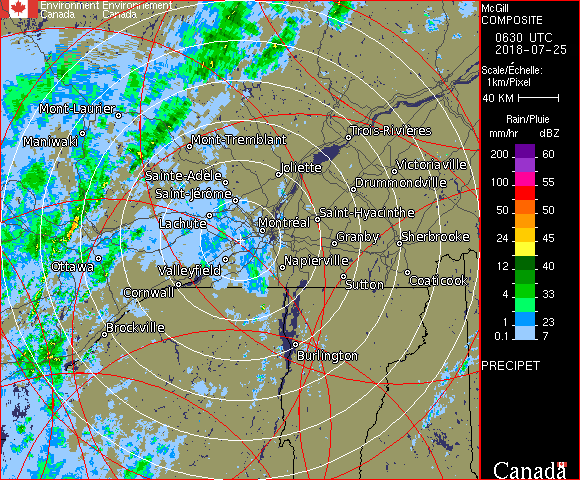 Environment Environnement
Canada Canada
McGill
COMPOSITE
0630 UTC
2018-07-25
Scale/Échelle:
1km/Pixel
40 KM
Rain/Pluie
mm/hr dBZ
200 60
100 55
50 50
24 45
12 40
4 33
1 23
0.1 7
PRECIPET
Canada
Mont-Laurier
Maniwaki
Mont-Tremblant
Trois-Rivières
Joliette
Victoriaville
Sainte-Adèle
Drummondville
Saint-Jérôme
Saint-Hyacinthe
Lachute
Montréal
Granby
Sherbrooke
Ottawa
Valleyfield
Napierville
Coaticook
Cornwall
Sutton
Brockville
Burlington